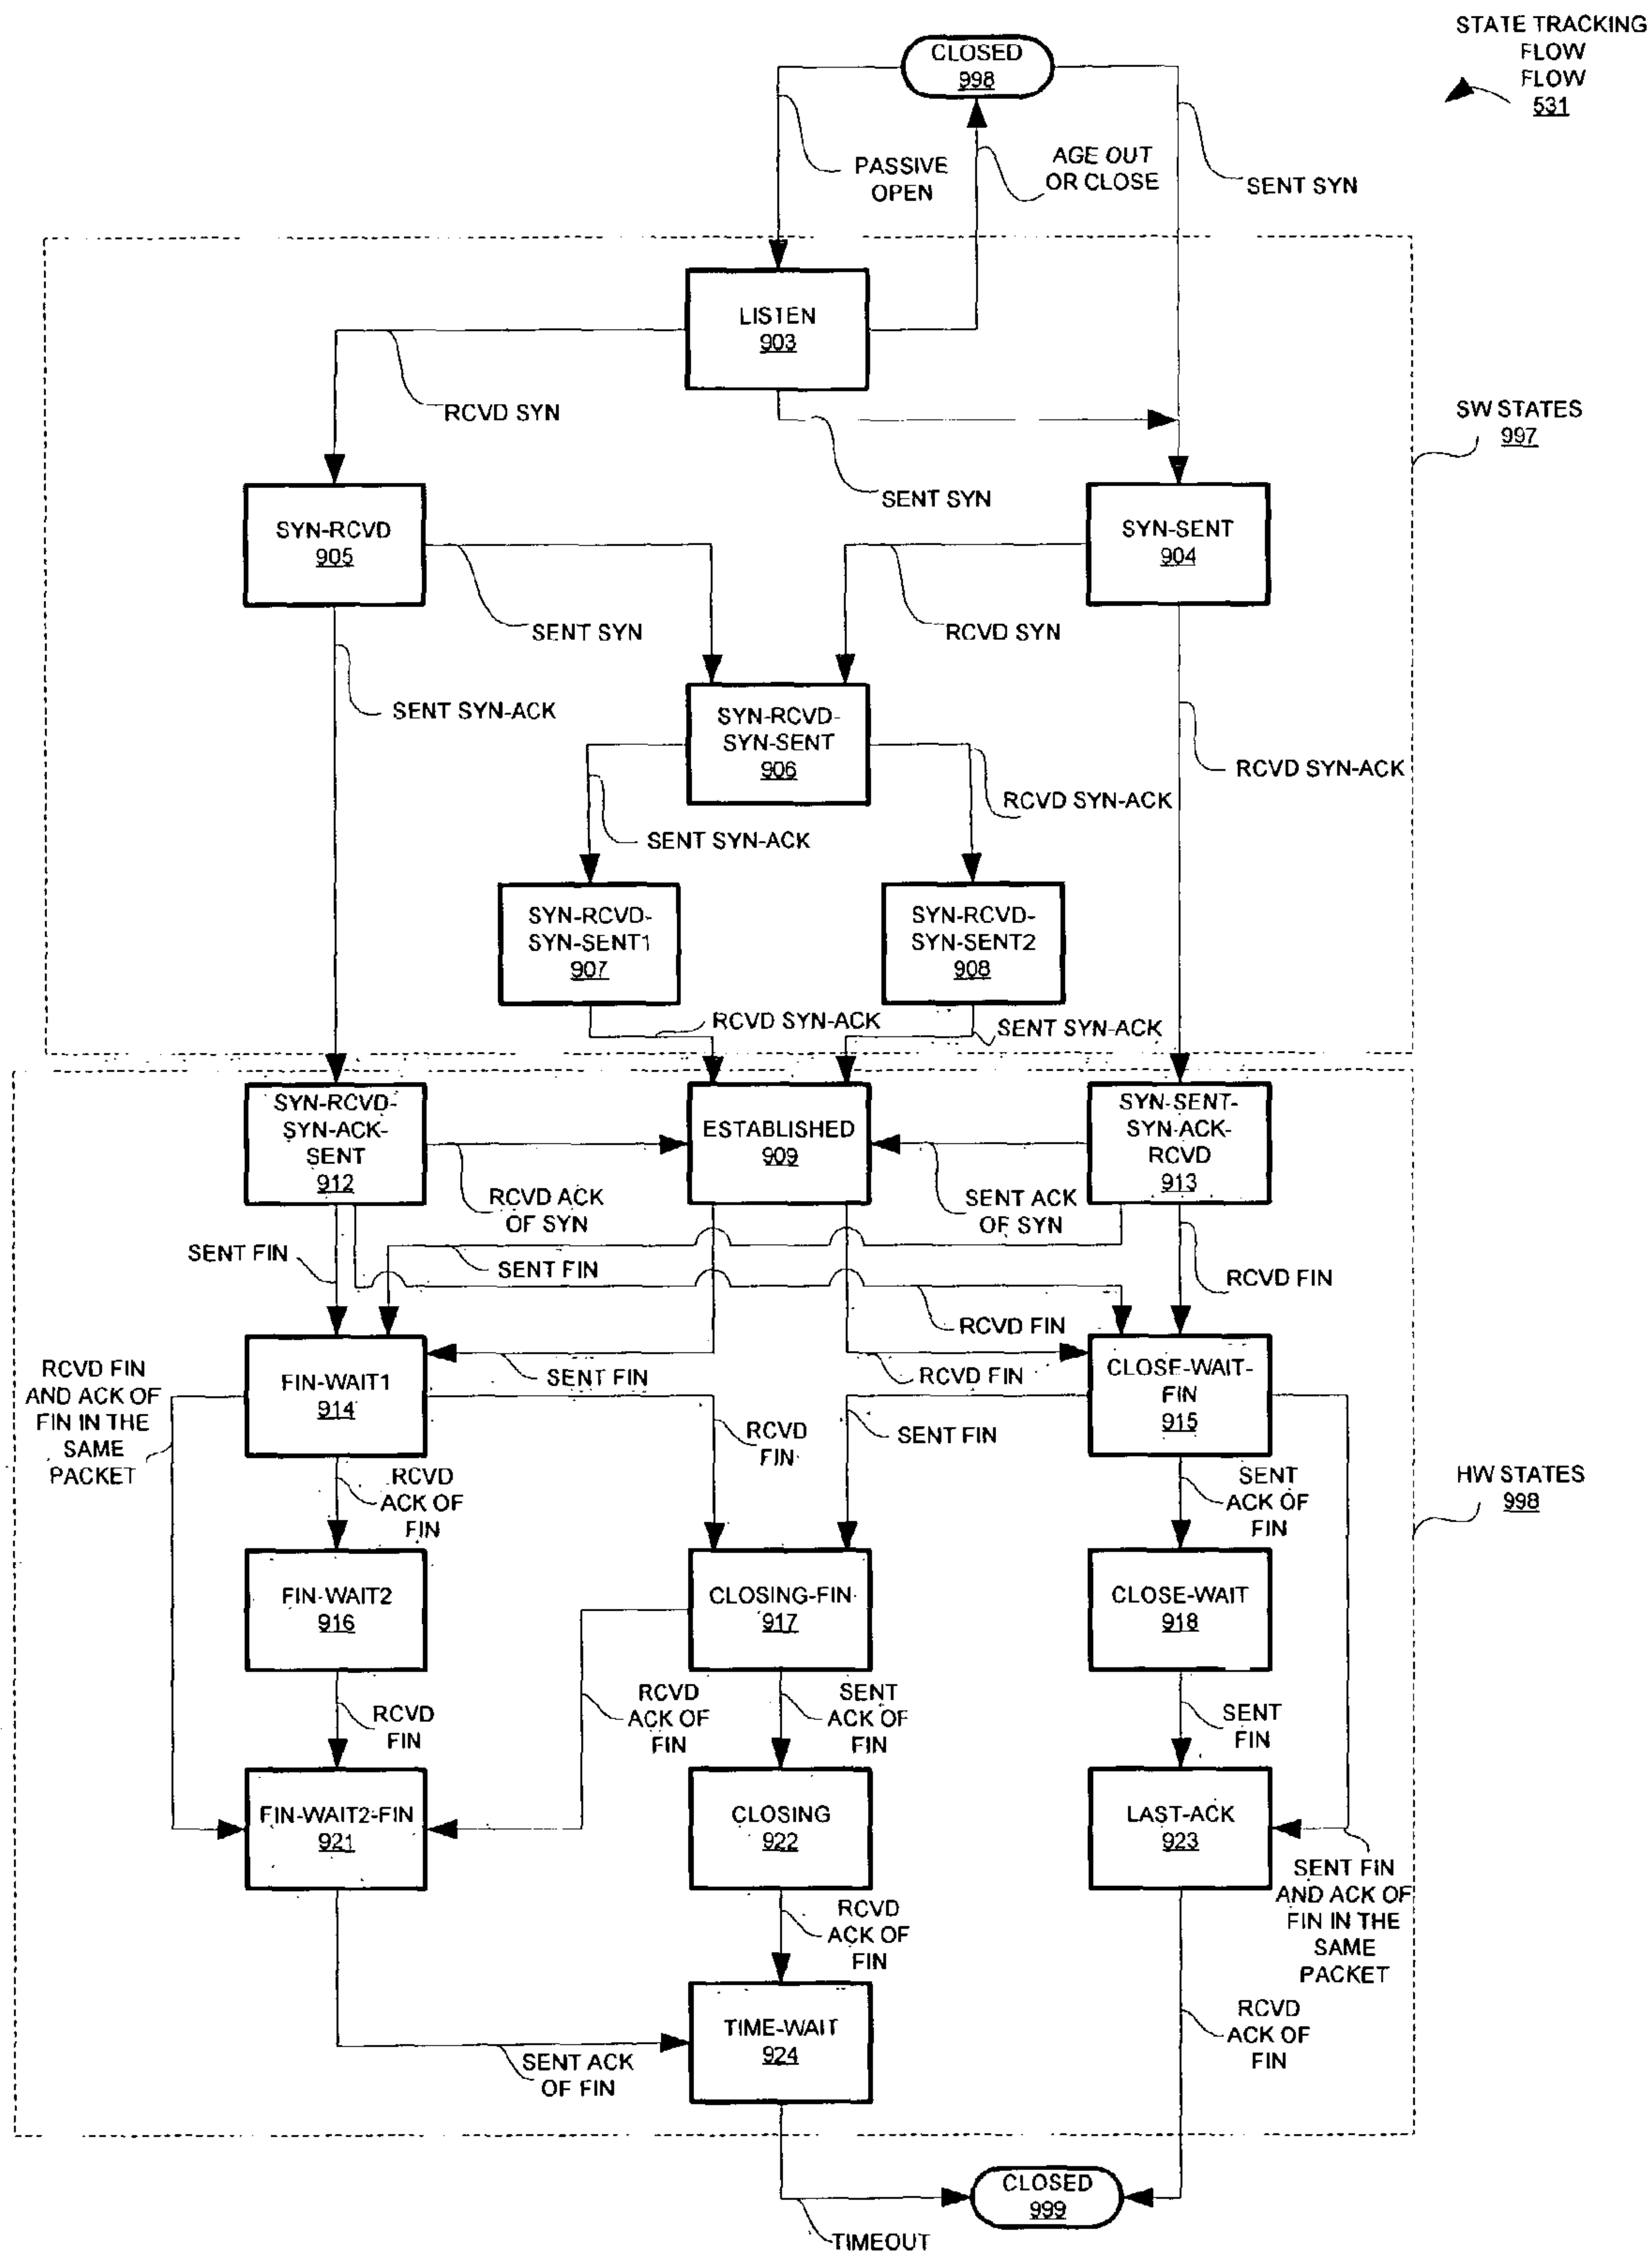 STATE TRACKING
FLOW
FLOW
531
CLOSED
998
PASSIVE
OPEN
AGE OUT
OR CLOSE
SENT SYN
LISTEN
903
RCVD SYN
SENT SYN
SW STATES
997
SYN-RCVD
905
SYN-SENT
904
SENT SYN
RCVD SYN
SENT SYN-ACK
SYN-RCVD-
SYN-SENT
906
RCVD SYN-ACK
RCVD SYN-ACK
SENT SYN-ACK
SYN-RCVD-
SYN-SENT1
907
SYN-RCVD-
SYN-SENT2
908
RCVD SYN-ACK
SENT SYN-ACK
SYN-RCVD-
SYN-ACK-
SENT
912
ESTABLISHED
909
SYN-SENT-
SYN-ACK-
RCVD
913
RCVD ACK
OF SYN
SENT ACK
OF SYN
SENT FIN
SENT FIN
RCVD FIN
RCVD FIN
SENT FIN
RCVD FIN
RCVD FIN
AND ACK OF
FIN IN THE
SAME
PACKET
FIN-WAIT1
914
CLOSE-WAIT-
FIN
915
RCVD
FIN
SENT FIN
RCVD
ACK OF
FIN
SENT
ACK OF
FIN
HW STATES
998
FIN-WAIT2
916
CLOSING-FIN
917
CLOSE-WAIT
918
RCVD
FIN
RCVD
ACK OF
FIN
SENT
ACK OF
FIN
SENT
FIN
FIN-WAIT2-FIN
921
CLOSING
922
LAST-ACK
923
SENT FIN
AND ACK OF
FIN IN THE
SAME
PACKET
RCVD
ACK OF
FIN
TIME-WAIT
924
RCVD
ACK OF
FIN
SENT ACK
OF FIN
CLOSED
999
TIMEOUT